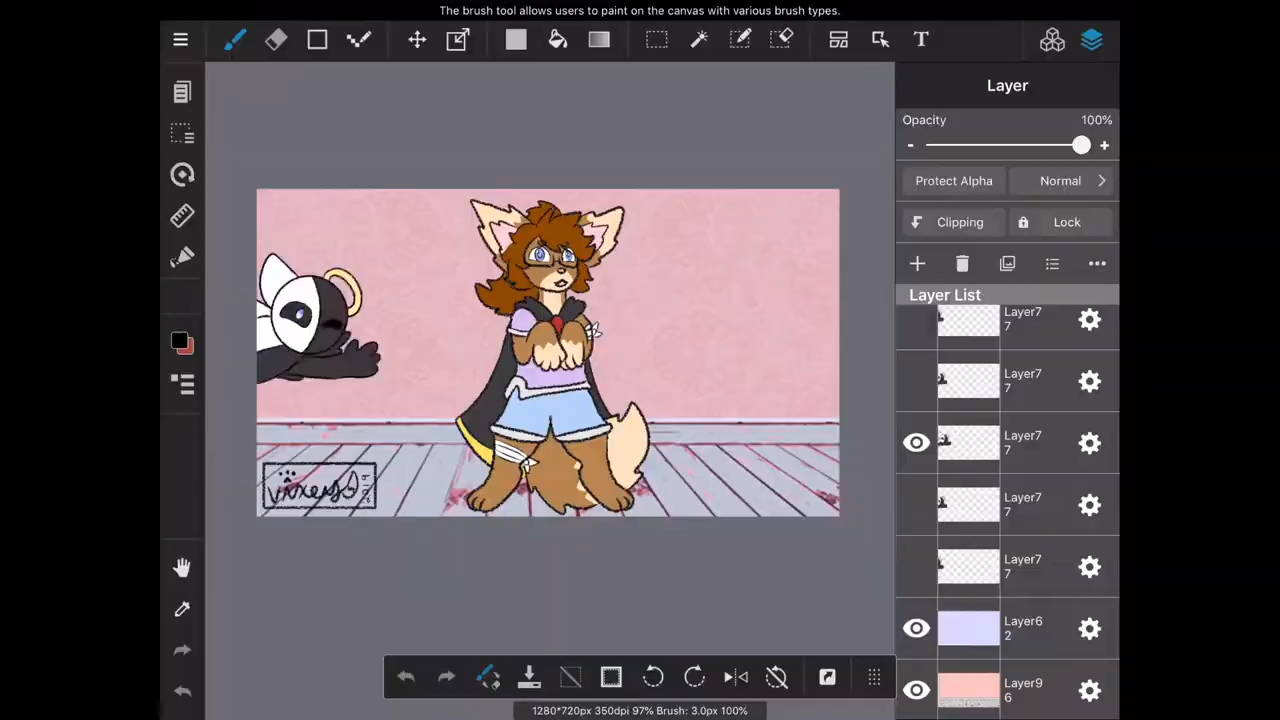 The brush tool allows users to paint on the canvas with various brush types.
T
Layer
Opacity 100%
- +
Protect Alpha Normal
Clipping Lock
Layer List
Layer7
7
Layer7
7
Layer7
7
Layer7
7
Layer7
7
Layer6
2
Layer9
6
1280*720px 350dpi 97% Brush: 3.0px 100%